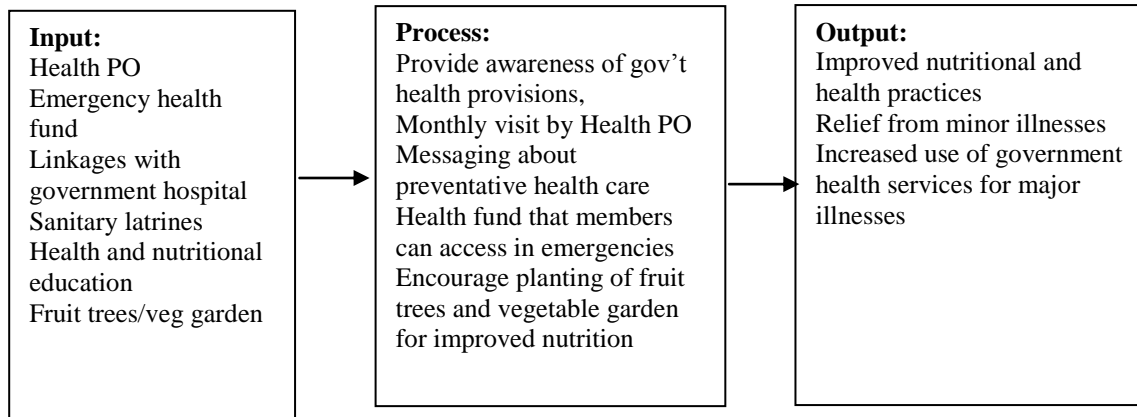 Input:
Health PO
Emergency health
fund
Linkages with
government hospital
Sanitary latrines
Health and nutritional
education
Fruit trees/veg garden
Process:
Provide awareness of gov't
health provisions,
Monthly visit by Health PO
Messaging about
preventative health care
Health fund that members
can access in emergencies
Encourage planting of fruit
trees and vegetable garden
for improved nutrition
Output:
Improved nutritional and
health practices
Relief from minor illnesses
Increased use of government
health services for major
illnesses